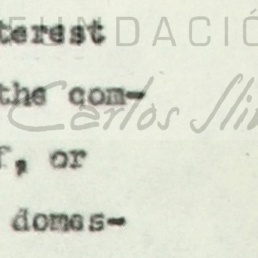 terest
FUNDACIÓ
the com-
Carlos Slim
f, or
domes-